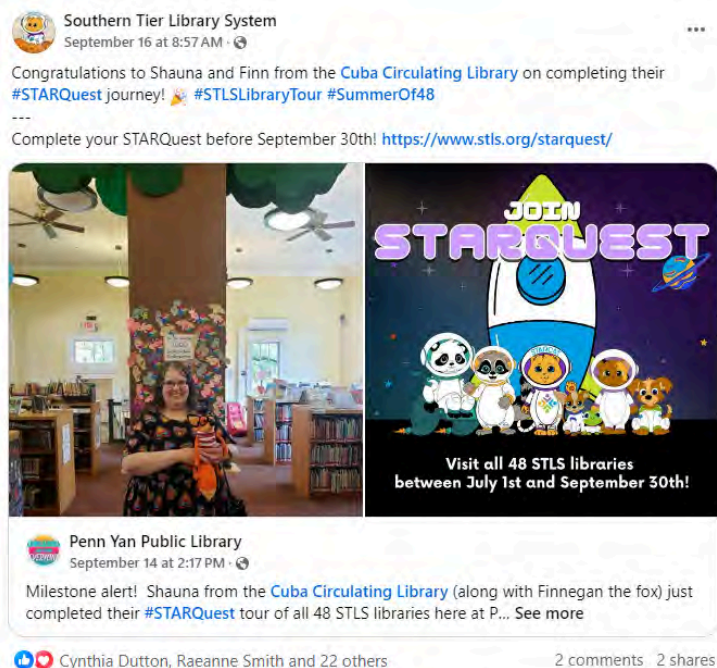 Southern Tier Library System
September 16 at 8:57 AM ·
Congratulations to Shauna and Finn from the Cuba Circulating Library on completing their
#STARQuest journey! 🎉 #STLSLibraryTour #SummerOf48
---
Complete your STARQuest before September 30th! https://www.stls.org/starquest/
JOIN
STARQUEST
STARCAT
Visit all 48 STLS libraries
between July 1st and September 30th!
Penn Yan Public Library
September 14 at 2:17 PM ·
Milestone alert! Shauna from the Cuba Circulating Library (along with Finnegan the fox) just
completed their #STARQuest tour of all 48 STLS libraries here at P... See more
Cynthia Dutton, Raeanne Smith and 22 others
2 comments 2 shares